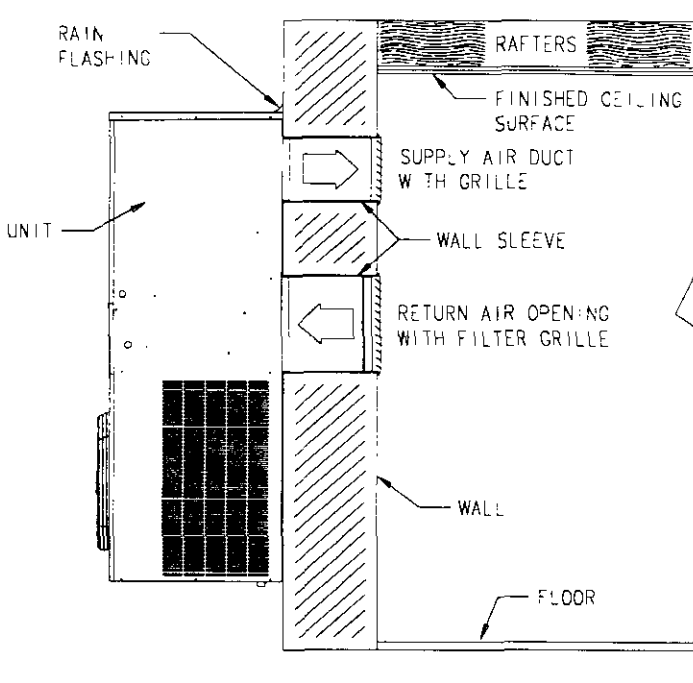 RAIN
FLASHING
RAFTERS
FINISHED CEILING
SURFACE
SUPPLY AIR DUCT
W TH GRILLE
UNIT
WALL SLEEVE
RETURN AIR OPENING
WITH FILTER GRILLE
WALL
FLOOR